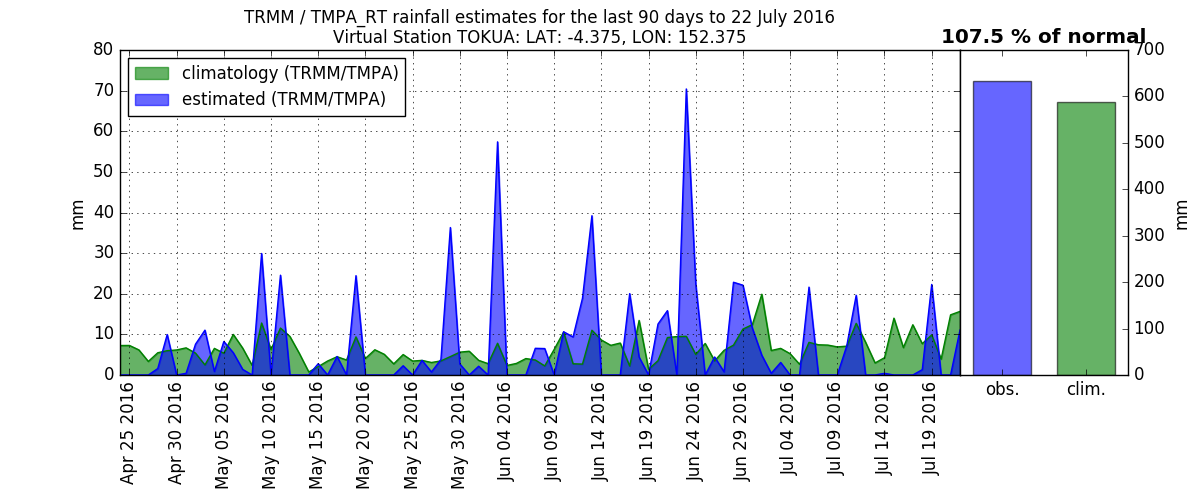 TRMM / TMPA_RT rainfall estimates for the last 90 days to 22 July 2016
Virtual Station TOKUA: LAT: -4.375, LON: 152.375
107.5 % of normal
climatology (TRMM/TMPA)
estimated (TRMM/TMPA)
80
70
60
50
40
30
20
10
0
mm
Apr 25 2016
Apr 30 2016
May 05 2016
May 10 2016
May 15 2016
May 20 2016
May 25 2016
May 30 2016
Jun 04 2016
Jun 09 2016
Jun 14 2016
Jun 19 2016
Jun 24 2016
Jun 29 2016
Jul 04 2016
Jul 09 2016
Jul 14 2016
Jul 19 2016
700
600
500
400
300
200
100
0
mm
obs.
clim.